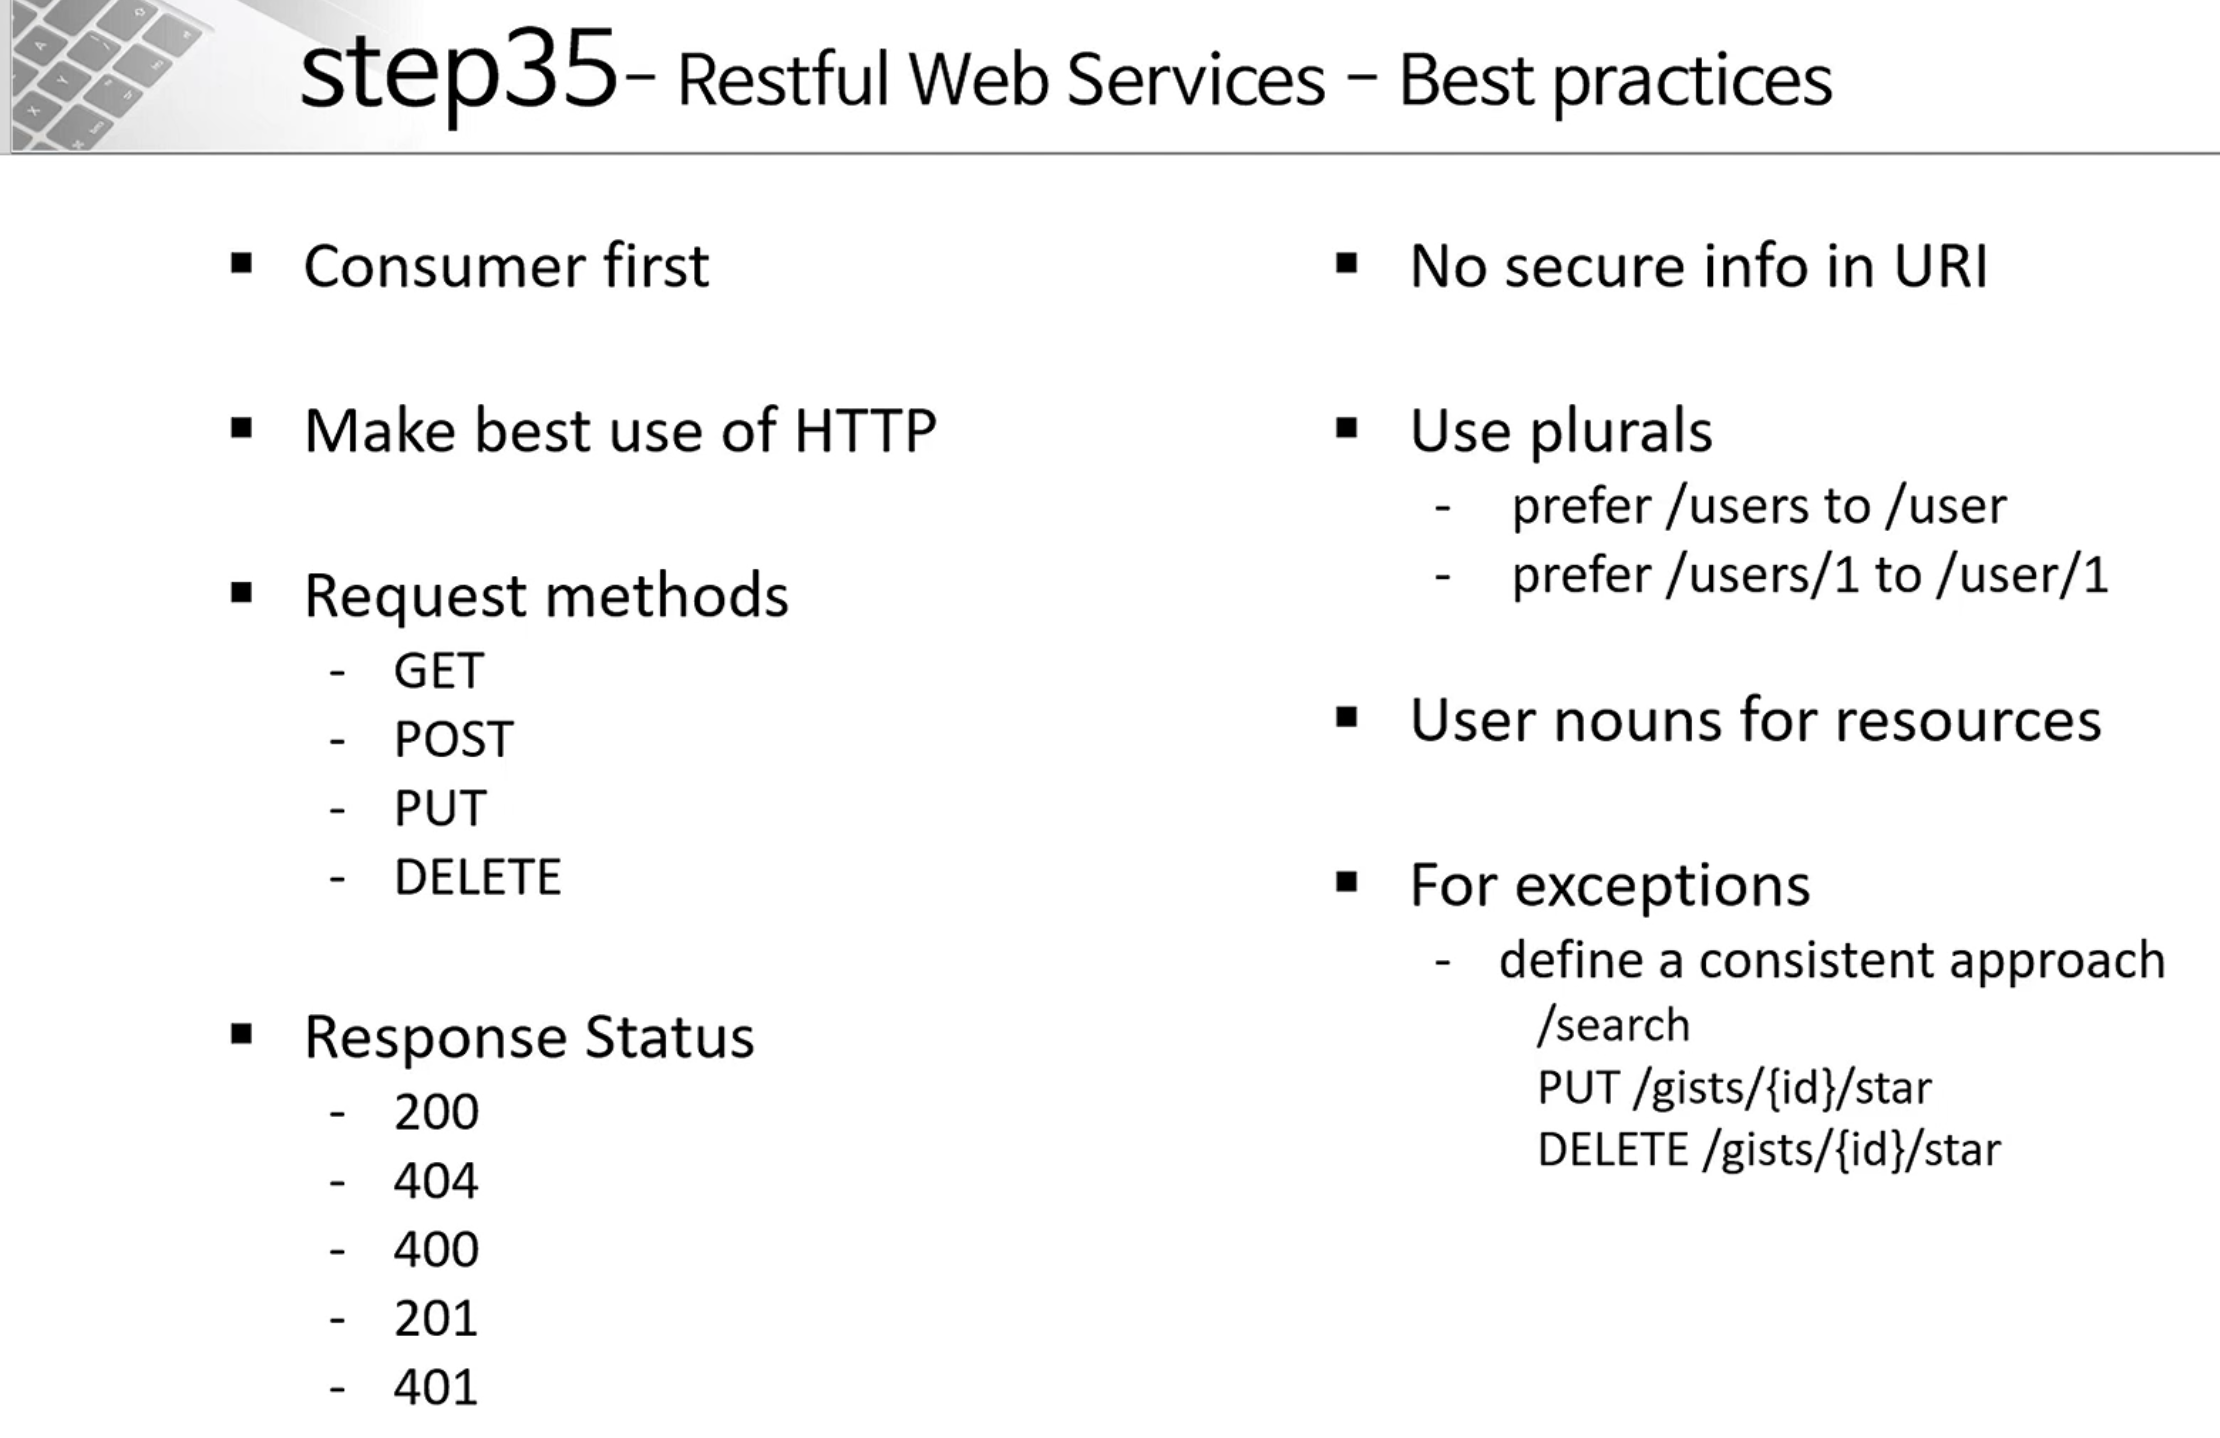 step35- Restful Web Services - Best practices
▪ Consumer first
▪ Make best use of HTTP
▪ Request methods
- GET
- POST
- PUT
- DELETE
▪ Response Status
- 200
- 404
- 400
- 201
- 401
▪ No secure info in URI
▪ Use plurals
- prefer /users to /user
- prefer /users/1 to /user/1
▪ User nouns for resources
▪ For exceptions
- define a consistent approach
/search
PUT /gists/{id}/star
DELETE /gists/{id}/star